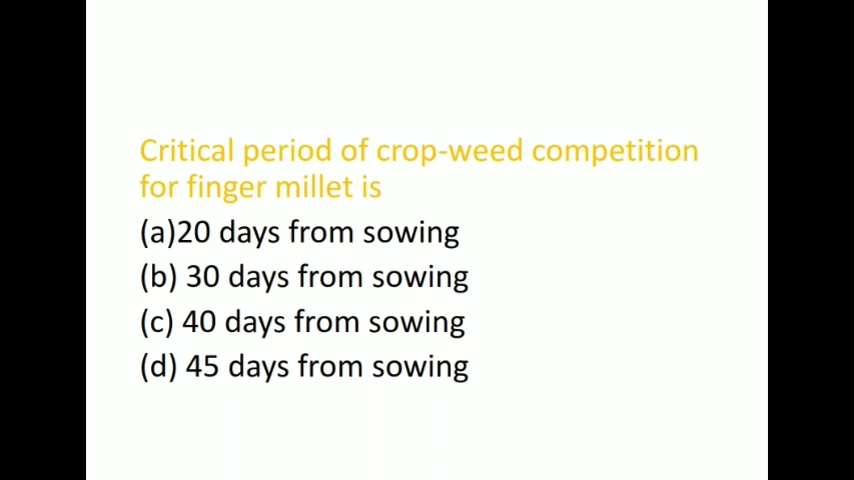 Critical period of crop-weed competition
for finger millet is
(a)20 days from sowing
(b) 30 days from sowing
(c) 40 days from sowing
(d) 45 days from sowing